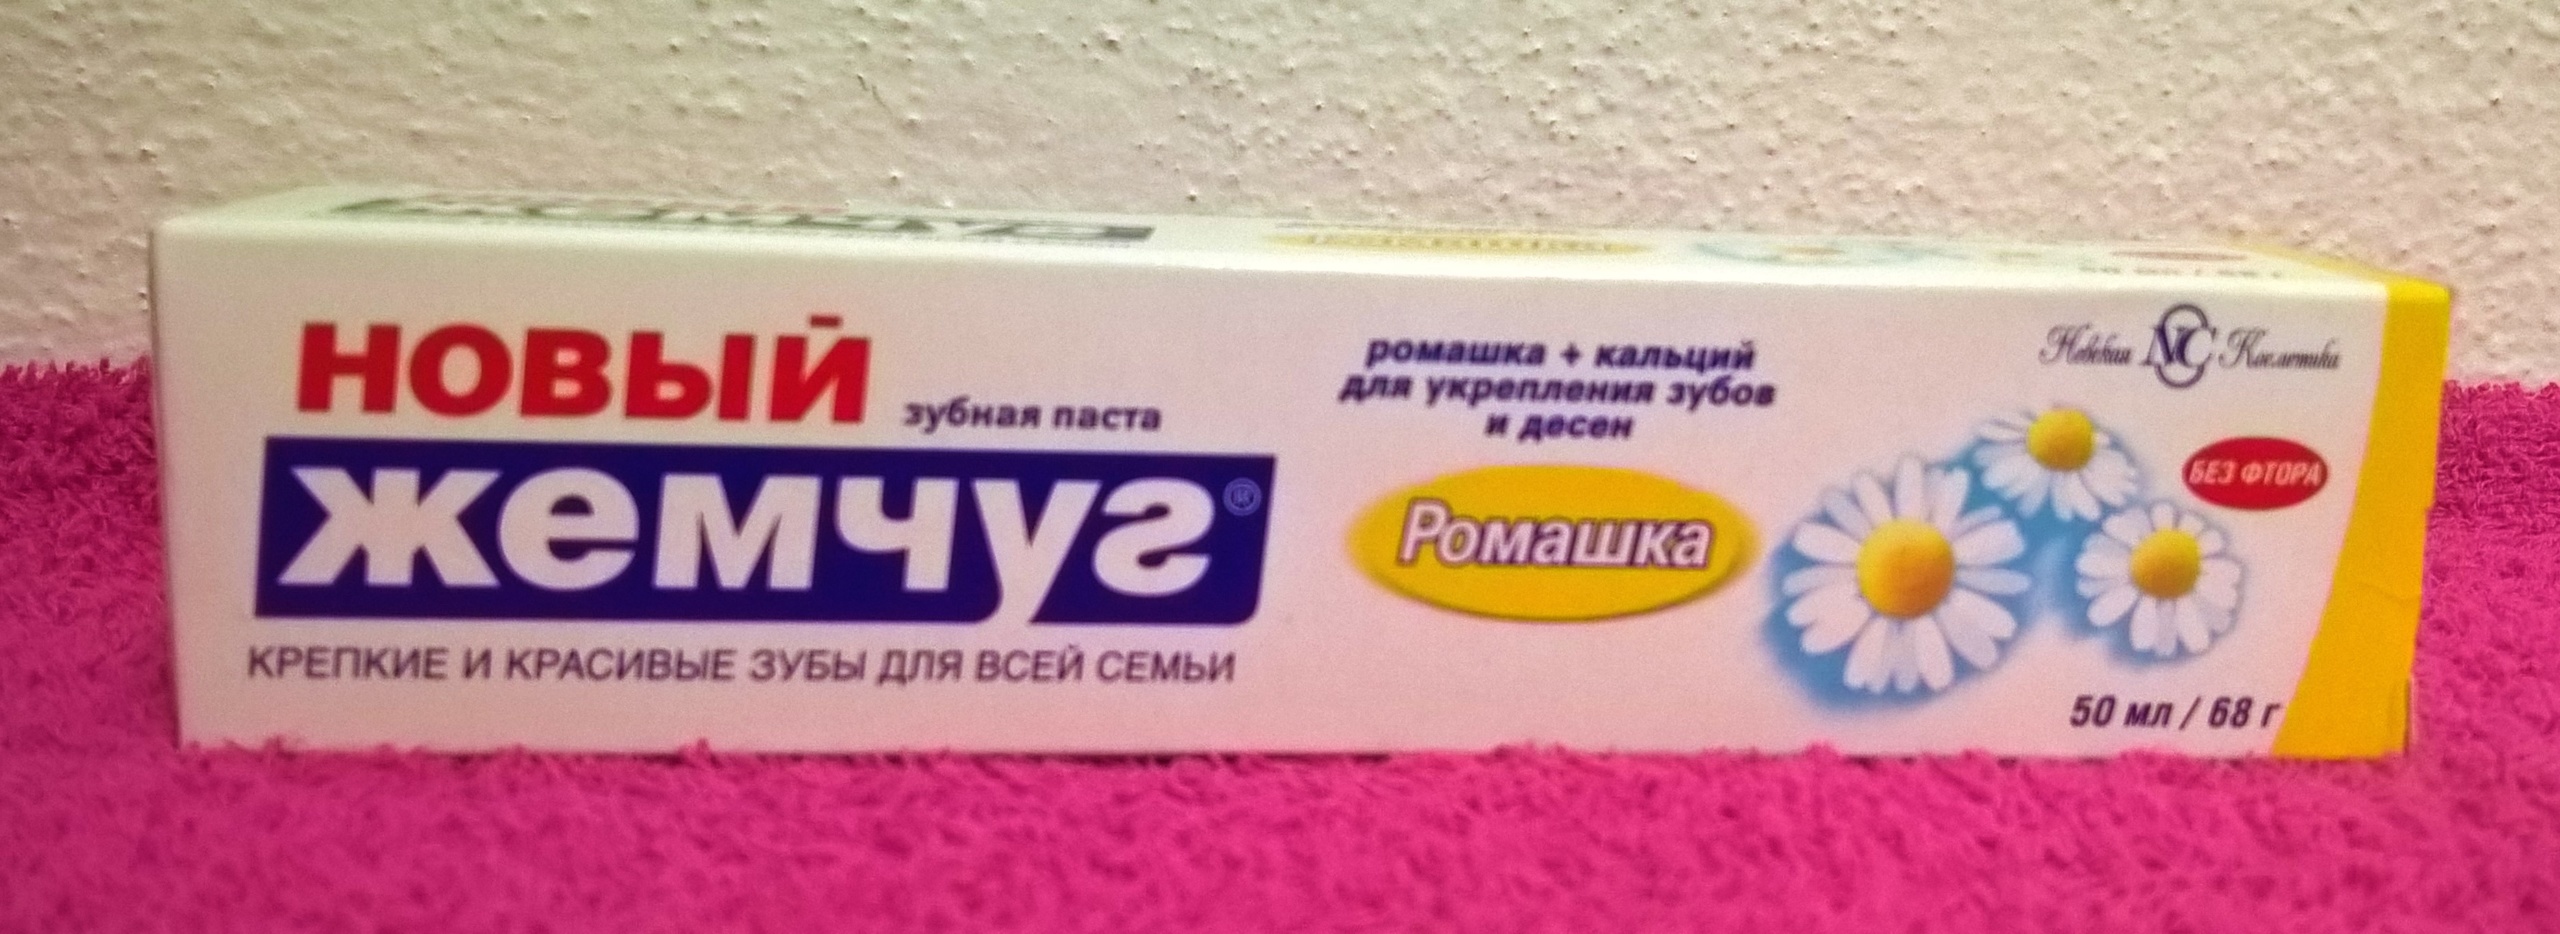 новый
зубная паста
жемчуг®
КРЕПКИЕ И КРАСИВЫЕ ЗУБЫ ДЛЯ ВСЕЙ СЕМЬИ
ромашка + кальций
для укрепления зубов
и десен
Ромашка
Невская NC Косметика
БЕЗ ФТОРА
50 мл / 68 г